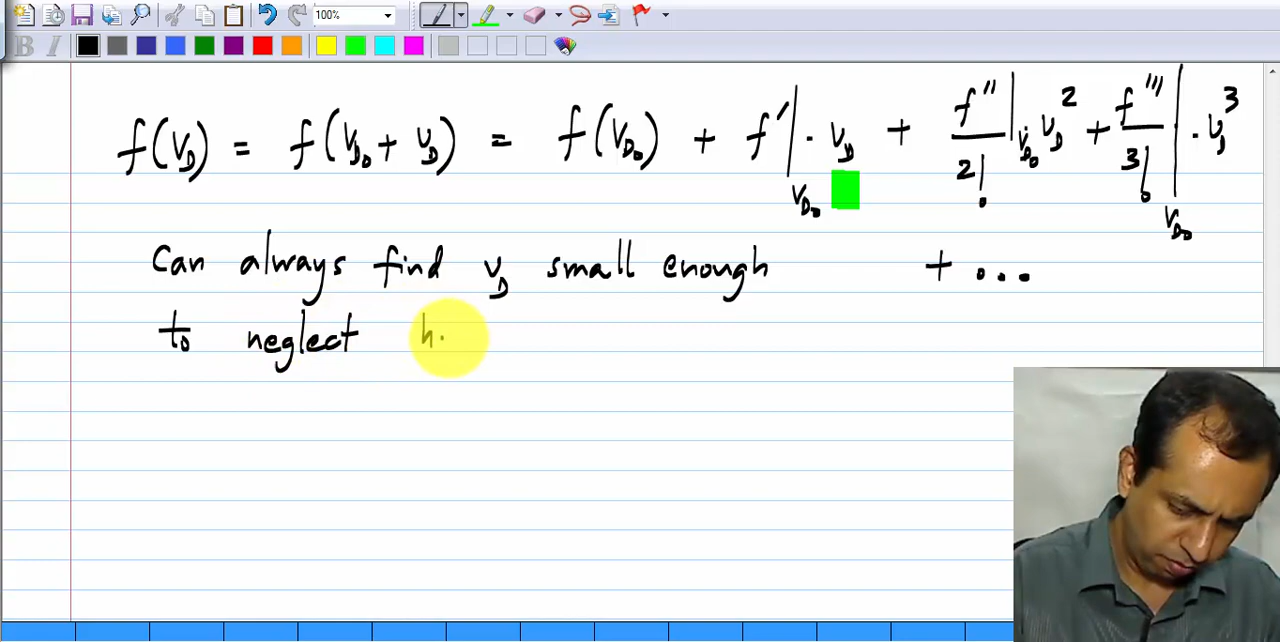 100%
B I
f(V_D) = f(V_D0 + v_D) = f(V_D0) + f'|_V_D0 · v_D + f''/2! |_V_D0 · v_D^2 + f'''/3! |_V_D0 · v_D^3
can always find v_D small enough + ...
to neglect h.